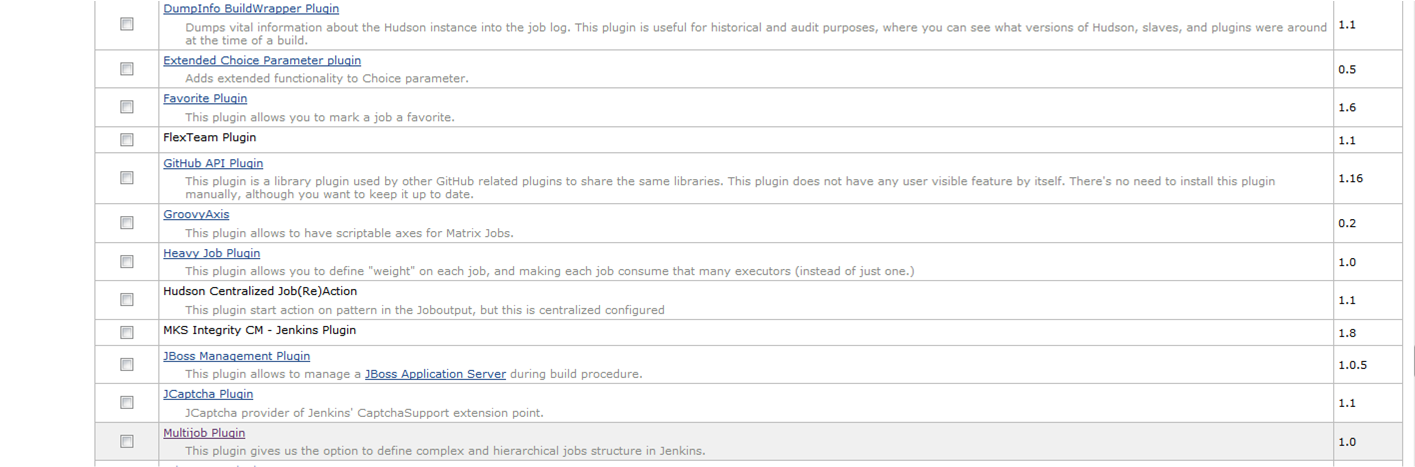 DumpInfo BuildWrapper Plugin
Dumps vital information about the Hudson instance into the job log. This plugin is useful for historical and audit purposes, where you can see what versions of Hudson, slaves, and plugins were around
at the time of a build.
1.1
Extended Choice Parameter plugin
Adds extended functionality to Choice parameter.
0.5
Favorite Plugin
This plugin allows you to mark a job a favorite.
1.6
FlexTeam Plugin
1.1
GitHub API Plugin
This plugin is a library plugin used by other GitHub related plugins to share the same libraries. This plugin does not have any user visible feature by itself. There's no need to install this plugin
manually, although you want to keep it up to date.
1.16
GroovyAxis
This plugin allows to have scriptable axes for Matrix Jobs.
0.2
Heavy Job Plugin
This plugin allows you to define "weight" on each job, and making each job consume that many executors (instead of just one.)
1.0
Hudson Centralized Job(Re)Action
This plugin start action on pattern in the Joboutput, but this is centralized configured
1.1
MKS Integrity CM - Jenkins Plugin
1.8
JBoss Management Plugin
This plugin allows to manage a JBoss Application Server during build procedure.
1.0.5
JCaptcha Plugin
JCaptcha provider of Jenkins' CaptchaSupport extension point.
1.1
Multijob Plugin
This plugin gives us the option to define complex and hierarchical jobs structure in Jenkins.
1.0